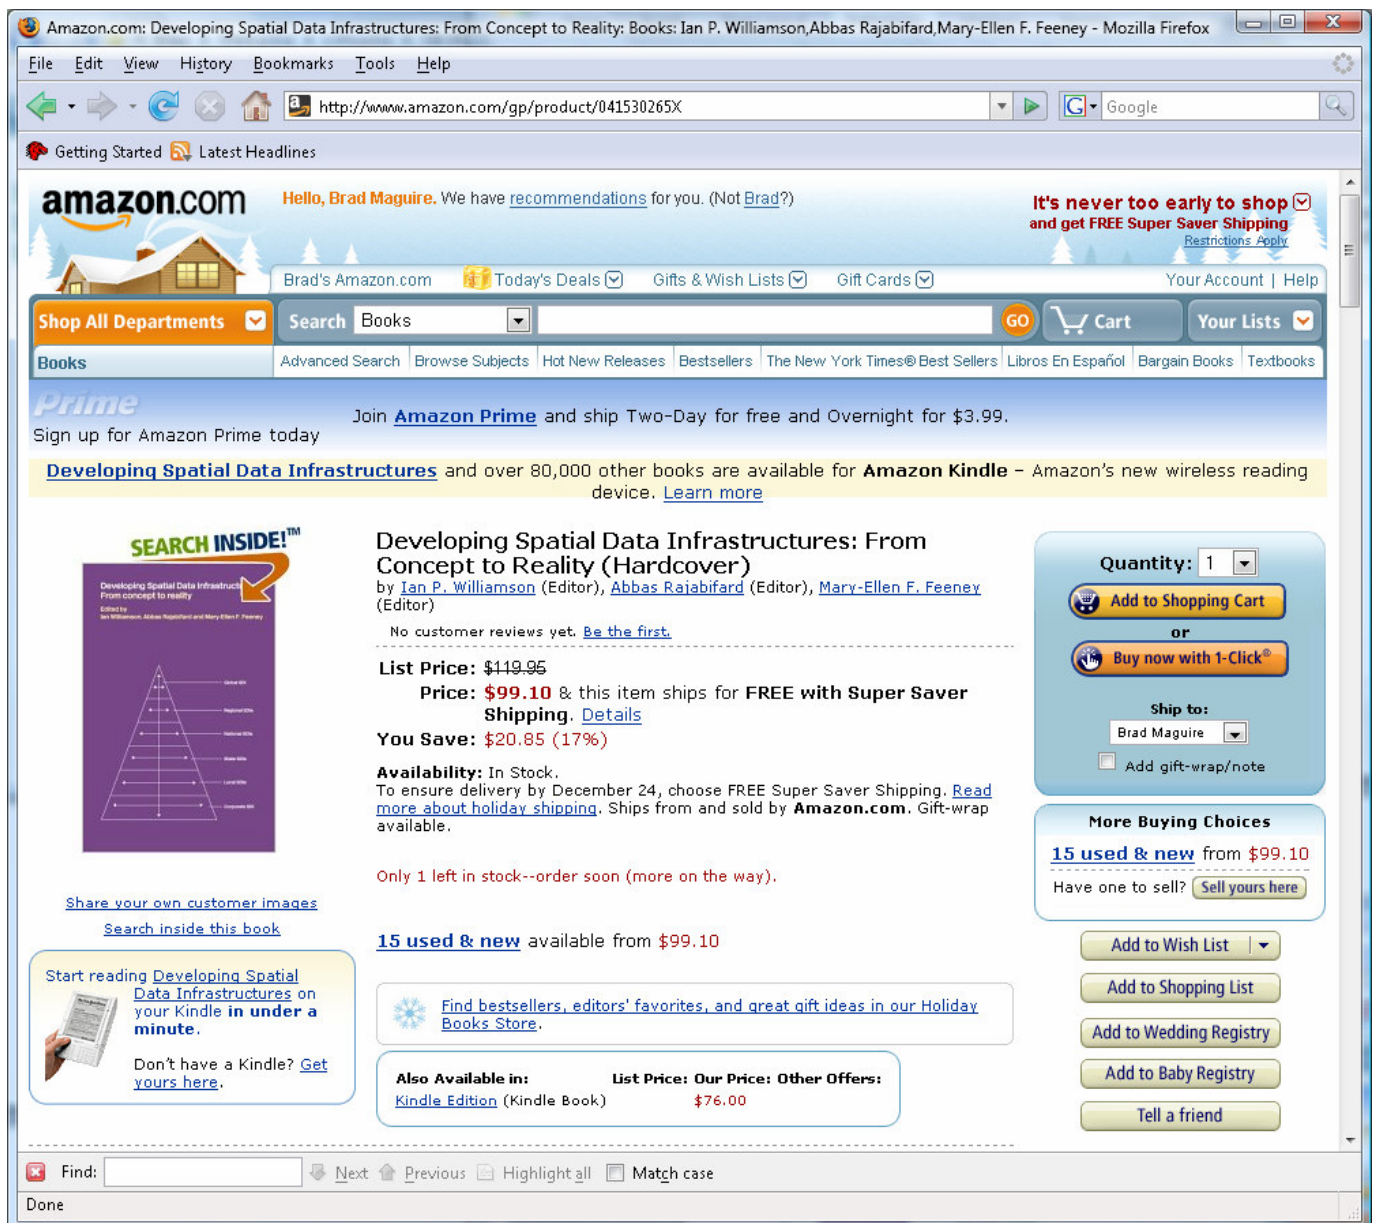 Amazon.com: Developing Spatial Data Infrastructures: From Concept to Reality: Books: Ian P. Williamson,Abbas Rajabifard,Mary-Ellen F. Feeney - Mozilla Firefox
File Edit View History Bookmarks Tools Help
http://www.amazon.com/gp/product/041530265X
G Google
Getting Started Latest Headlines
amazon.com
Hello, Brad Maguire. We have recommendations for you. (Not Brad?)
It's never too early to shop
and get FREE Super Saver Shipping
Restrictions Apply
Brad's Amazon.com Today's Deals Gifts & Wish Lists Gift Cards Your Account | Help
Shop All Departments Search Books GO Cart Your Lists
Books Advanced Search Browse Subjects Hot New Releases Bestsellers The New York Times® Best Sellers Libros En Español Bargain Books Textbooks
Prime
Sign up for Amazon Prime today
Join Amazon Prime and ship Two-Day for free and Overnight for $3.99.
Developing Spatial Data Infrastructures and over 80,000 other books are available for Amazon Kindle – Amazon's new wireless reading
device. Learn more
SEARCH INSIDE!™
Developing Spatial Data Infrastruc
From concept to reality
Edited by
Ian Williamson, Abbas Rajabifard and Mary-Ellen F. Feeney
Share your own customer images
Search inside this book
Start reading Developing Spatial
Data Infrastructures on
your Kindle in under a
minute.
Don't have a Kindle? Get
yours here.
Developing Spatial Data Infrastructures: From
Concept to Reality (Hardcover)
by Ian P. Williamson (Editor), Abbas Rajabifard (Editor), Mary-Ellen F. Feeney
(Editor)
No customer reviews yet. Be the first.
List Price: $119.95
Price: $99.10 & this item ships for FREE with Super Saver
Shipping. Details
You Save: $20.85 (17%)
Availability: In Stock.
To ensure delivery by December 24, choose FREE Super Saver Shipping. Read
more about holiday shipping. Ships from and sold by Amazon.com. Gift-wrap
available.
Only 1 left in stock--order soon (more on the way).
15 used & new available from $99.10
Find bestsellers, editors' favorites, and great gift ideas in our Holiday
Books Store.
Also Available in: List Price: Our Price: Other Offers:
Kindle Edition (Kindle Book) $76.00
Quantity: 1
Add to Shopping Cart
or
Buy now with 1-Click®
Ship to:
Brad Maguire
Add gift-wrap/note
More Buying Choices
15 used & new from $99.10
Have one to sell? Sell yours here
Add to Wish List
Add to Shopping List
Add to Wedding Registry
Add to Baby Registry
Tell a friend
Find: Next Previous Highlight all Match case
Done